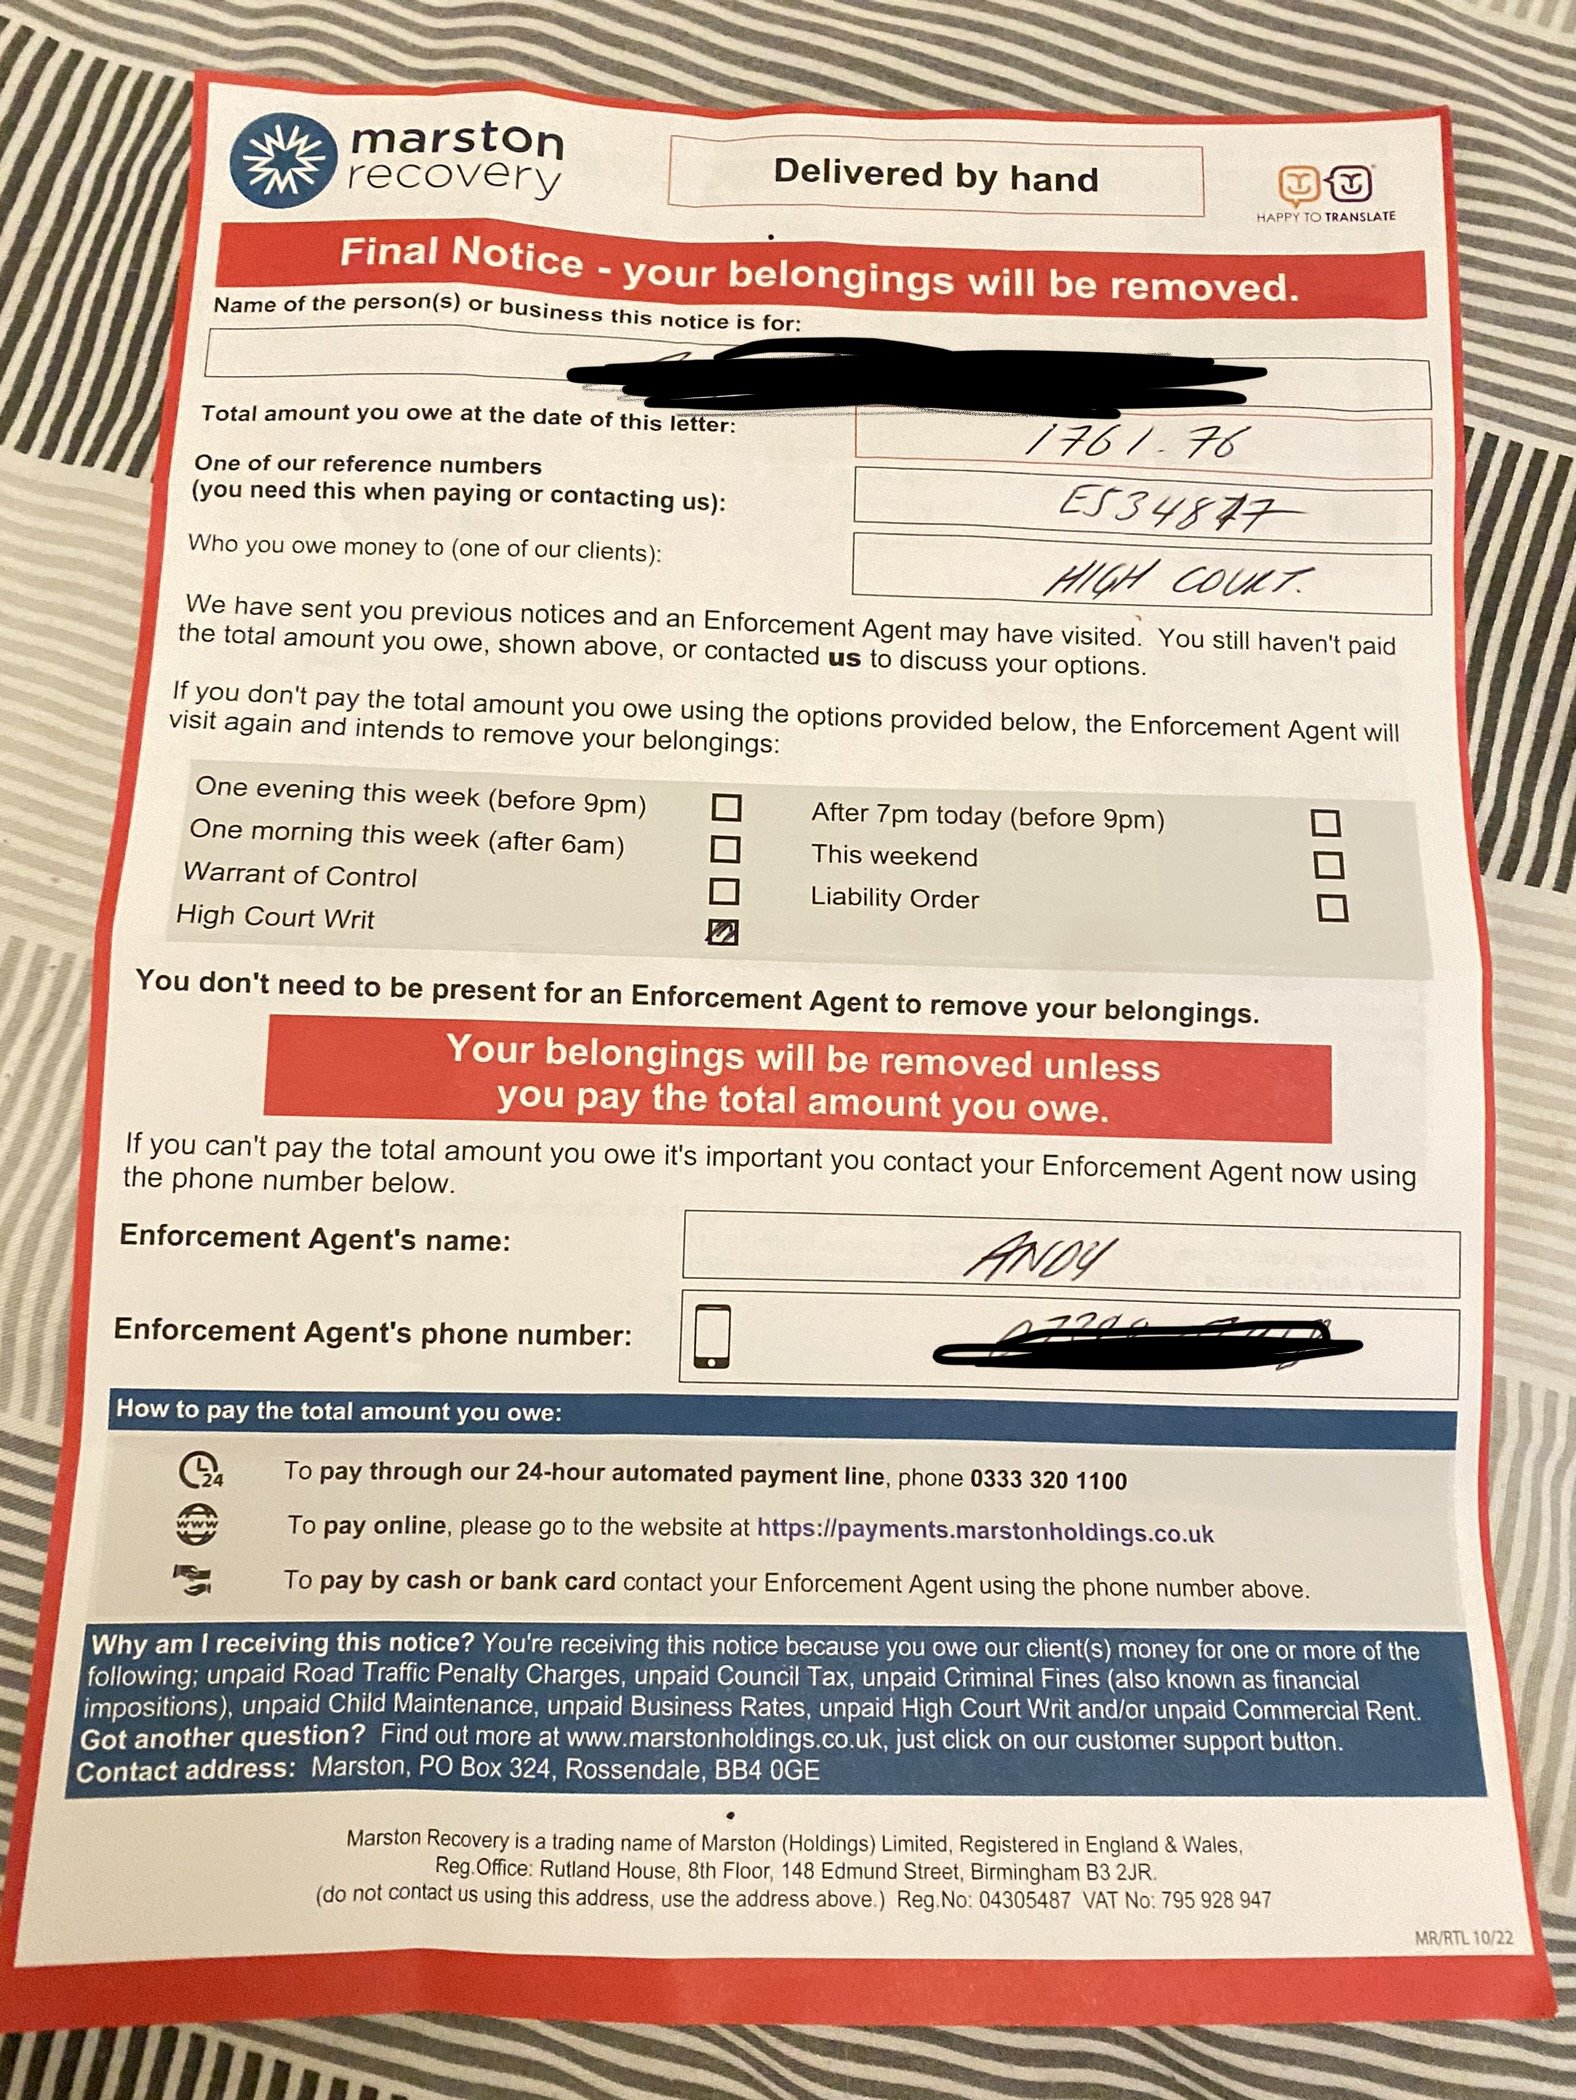 marston
recovery
Delivered by hand
HAPPY TO TRANSLATE
Final Notice - your belongings will be removed.
Name of the person(s) or business this notice is for:
Total amount you owe at the date of this letter:
1761.76
One of our reference numbers
(you need this when paying or contacting us):
Who you owe money to (one of our clients):
HIGH COURT.
We have sent you previous notices and an Enforcement Agent may have visited. You still haven't paid
the total amount you owe, shown above, or contacted us to discuss your options.
If you don't pay the total amount you owe using the options provided below, the Enforcement Agent will
visit again and intends to remove your belongings:
One evening this week (before 9pm)
After 7pm today (before 9pm)
One morning this week (after 6am)
This weekend
Warrant of Control
Liability Order
High Court Writ
You don't need to be present for an Enforcement Agent to remove your belongings.
Your belongings will be removed unless
you pay the total amount you owe.
If you can't pay the total amount you owe it's important you contact your Enforcement Agent now using
the phone number below.
Enforcement Agent's name:
ANDY
Enforcement Agent's phone number:
How to pay the total amount you owe:
24
To pay through our 24-hour automated payment line, phone 0333 320 1100
www
To pay online, please go to the website at https://payments.marstonholdings.co.uk
To pay by cash or bank card contact your Enforcement Agent using the phone number above.
Why am I receiving this notice? You're receiving this notice because you owe our client(s) money for one or more of the
following; unpaid Road Traffic Penalty Charges, unpaid Council Tax, unpaid Criminal Fines (also known as financial
impositions), unpaid Child Maintenance, unpaid Business Rates, unpaid High Court Writ and/or unpaid Commercial Rent.
Got another question? Find out more at www.marstonholdings.co.uk, just click on our customer support button.
Contact address: Marston, PO Box 324, Rossendale, BB4 0GE
Marston Recovery is a trading name of Marston (Holdings) Limited, Registered in England & Wales,
Reg.Office: Rutland House, 8th Floor, 148 Edmund Street, Birmingham B3 2JR.
(do not contact us using this address, use the address above.) Reg.No: 04305487 VAT No: 795 928 947
MR/RTL 10/22